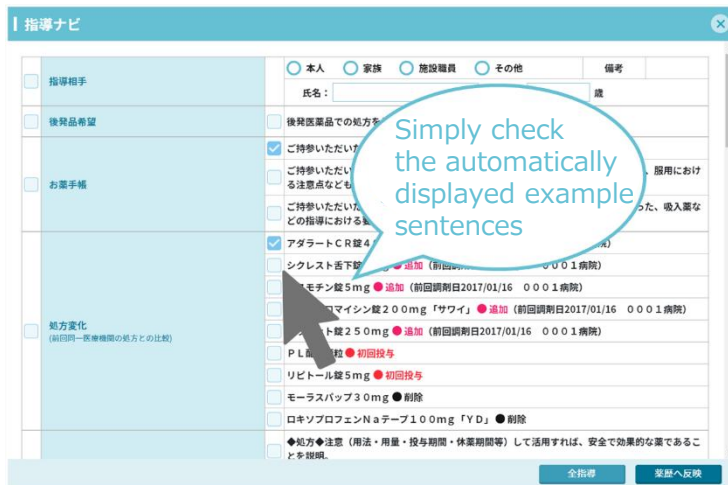 指導ナビ
指導相手
本人 家族 施設職員 その他 備考
氏名： 歳
後発品希望
後発医薬品での処方を
お薬手帳
ご持参いただいた
ご持参いただい 、服用におけ
る注意点なども
ご持参いただいた った、吸入薬な
どの指導における
Simply check
the automatically
displayed example
sentences
処方変化
(前回同一医療機関の処方との比較)
アダラートＣＲ錠４
シクレスト舌下錠 ｍｇ●追加（前回調 ０００１病院）
モチン錠５ｍｇ●追加（前回調剤日2017/01/16 ０００１病院）
マイシン錠２００ｍｇ「サワイ」●追加（前回調剤日2017/01/16 ０００１病院）
ト錠２５０ｍｇ●追加（前回調剤日2017/01/16 ０００１病院）
ＰＬ 粒●初回投与
リピトール錠５ｍｇ●初回投与
モーラスパップ３０ｍｇ●削除
ロキソプロフェンＮａテープ１００ｍｇ「ＹＤ」●削除
◆処方◆注意（用法・用量・投与期間・休薬期間等）して活用すれば、安全で効果的な薬であるこ
とを説明。
全指導 薬歴へ反映